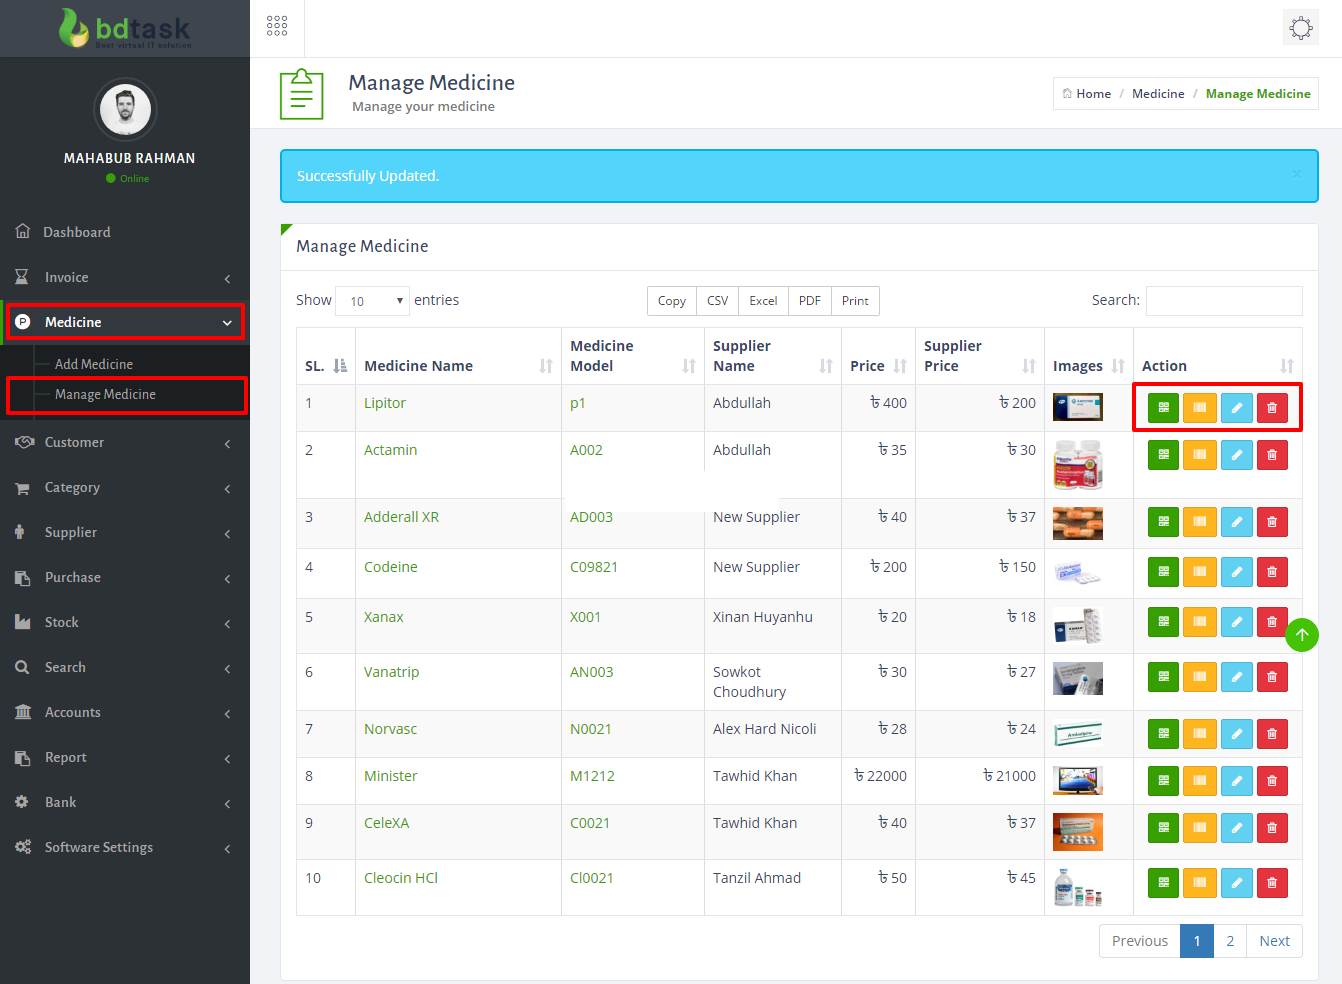 bdtask
Best virtual IT solution
Manage Medicine
Manage your medicine
Home / Medicine / Manage Medicine
MAHABUB RAHMAN
Online
Dashboard
Invoice
P Medicine
Add Medicine
Manage Medicine
Customer
Category
Supplier
Purchase
Stock
Search
Accounts
Report
Bank
Software Settings
Successfully Updated. ×
Manage Medicine
Show 10 entries
Copy CSV Excel PDF Print
Search:
SL. Medicine Name Medicine Model Supplier Name Price Supplier Price Images Action
1 Lipitor p1 Abdullah ৳ 400 ৳ 200
2 Actamin A002 Abdullah ৳ 35 ৳ 30
3 Adderall XR AD003 New Supplier ৳ 40 ৳ 37
4 Codeine C09821 New Supplier ৳ 200 ৳ 150
5 Xanax X001 Xinan Huyanhu ৳ 20 ৳ 18
6 Vanatrip AN003 Sowkot Choudhury ৳ 30 ৳ 27
7 Norvasc N0021 Alex Hard Nicoli ৳ 28 ৳ 24
8 Minister M1212 Tawhid Khan ৳ 22000 ৳ 21000
9 CeleXA C0021 Tawhid Khan ৳ 40 ৳ 37
10 Cleocin HCl Cl0021 Tanzil Ahmad ৳ 50 ৳ 45
Previous 1 2 Next